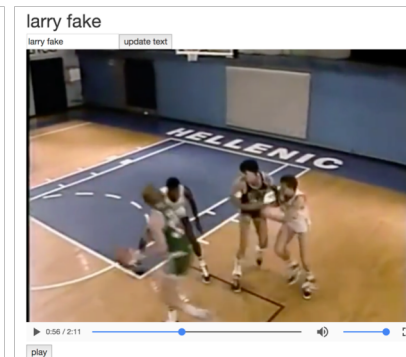 larry fake
larry fake
update text
HELLENIC
0:56 / 2:11
play